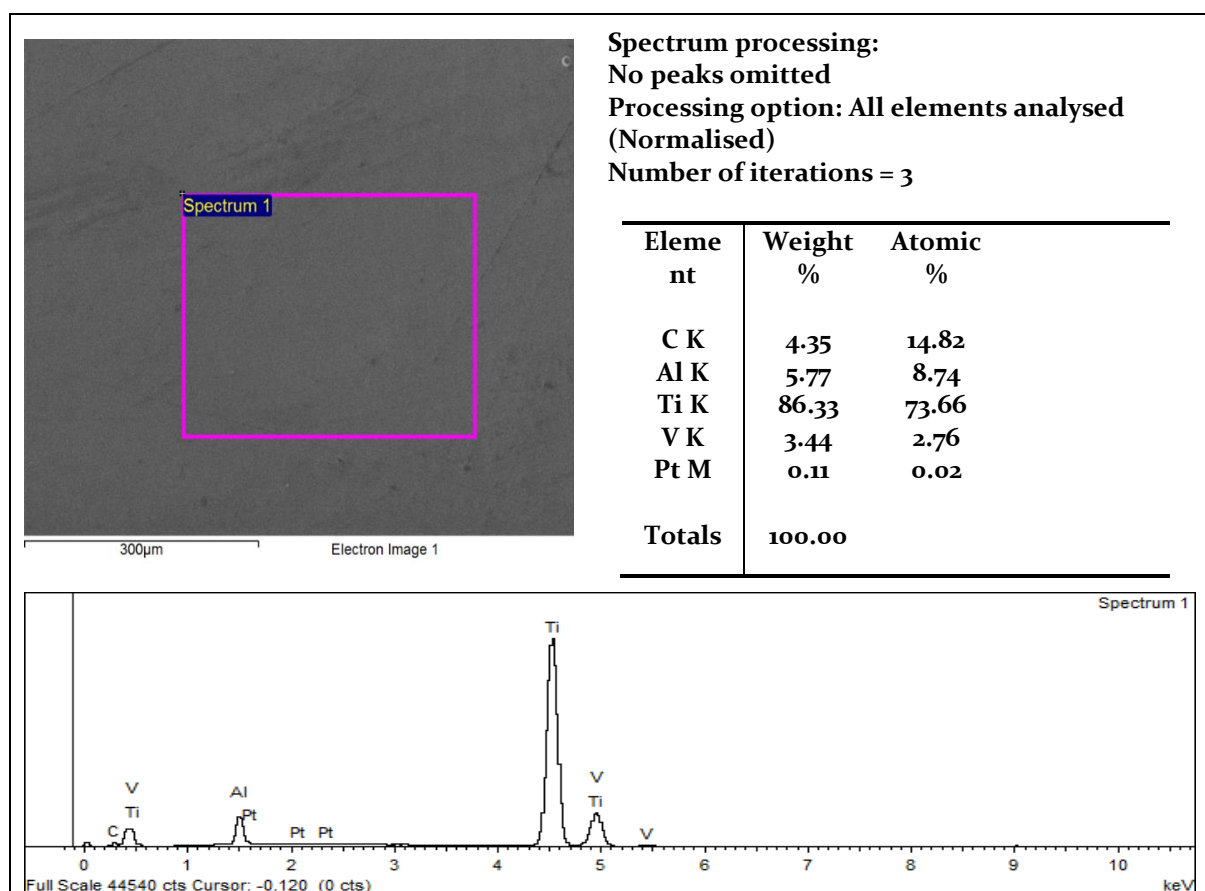 Spectrum processing:
No peaks omitted
Processing option: All elements analysed
(Normalised)
Number of iterations = 3
Spectrum 1
Eleme Weight Atomic
nt % %
C K 4.35 14.82
Al K 5.77 8.74
Ti K 86.33 73.66
V K 3.44 2.76
Pt M 0.11 0.02
Totals 100.00
300µm Electron Image 1
Spectrum 1
Ti
V Al V
C Ti Pt Pt Pt Ti V
0 1 2 3 4 5 6 7 8 9 10
Full Scale 44540 cts Cursor: -0.120 (0 cts) keV